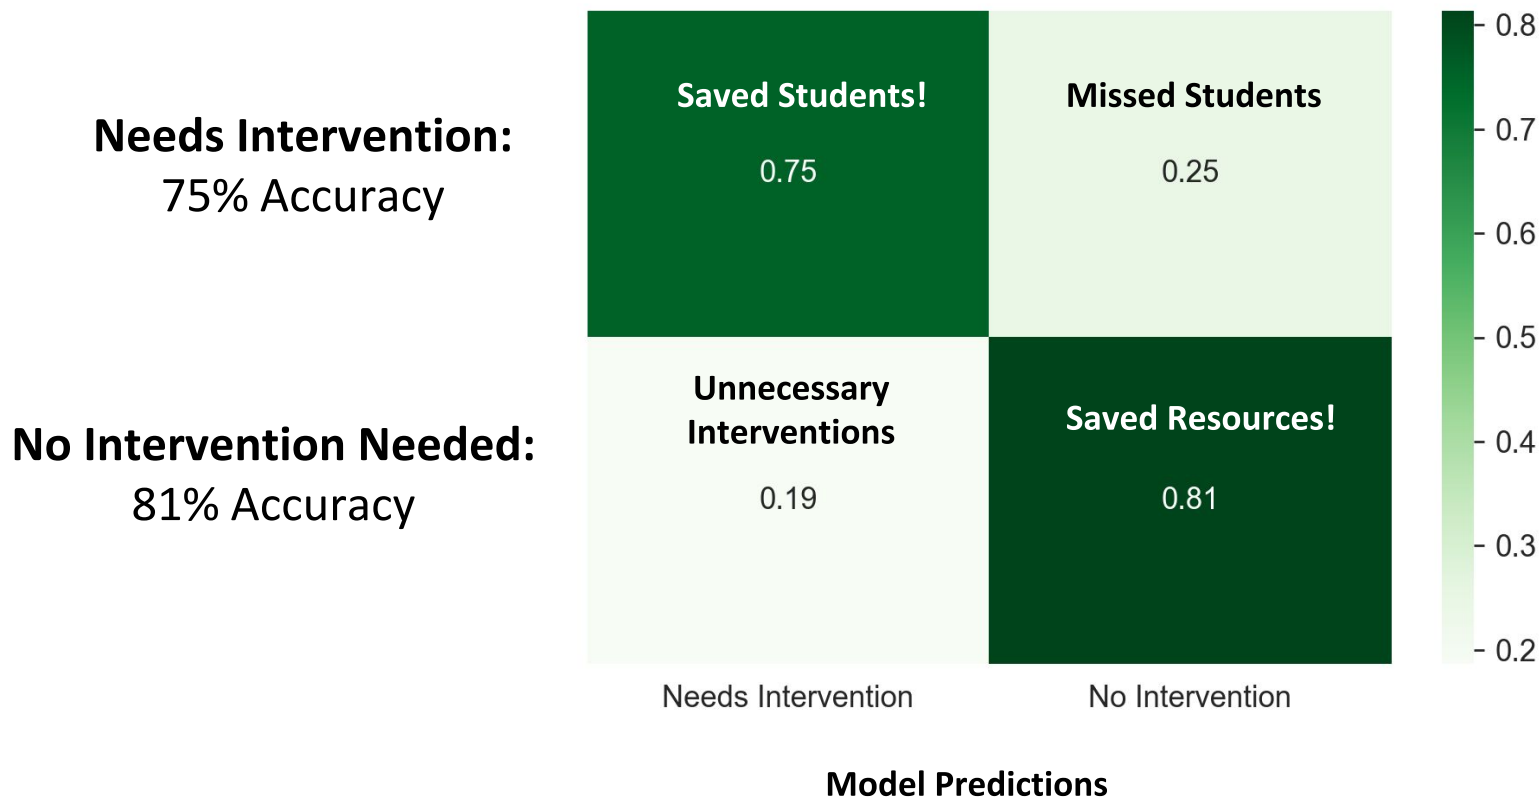 Needs Intervention:
75% Accuracy
No Intervention Needed:
81% Accuracy
Saved Students!
0.75
Missed Students
0.25
Unnecessary
Interventions
0.19
Saved Resources!
0.81
Needs Intervention
No Intervention
Model Predictions
0.8
0.7
0.6
0.5
0.4
0.3
0.2